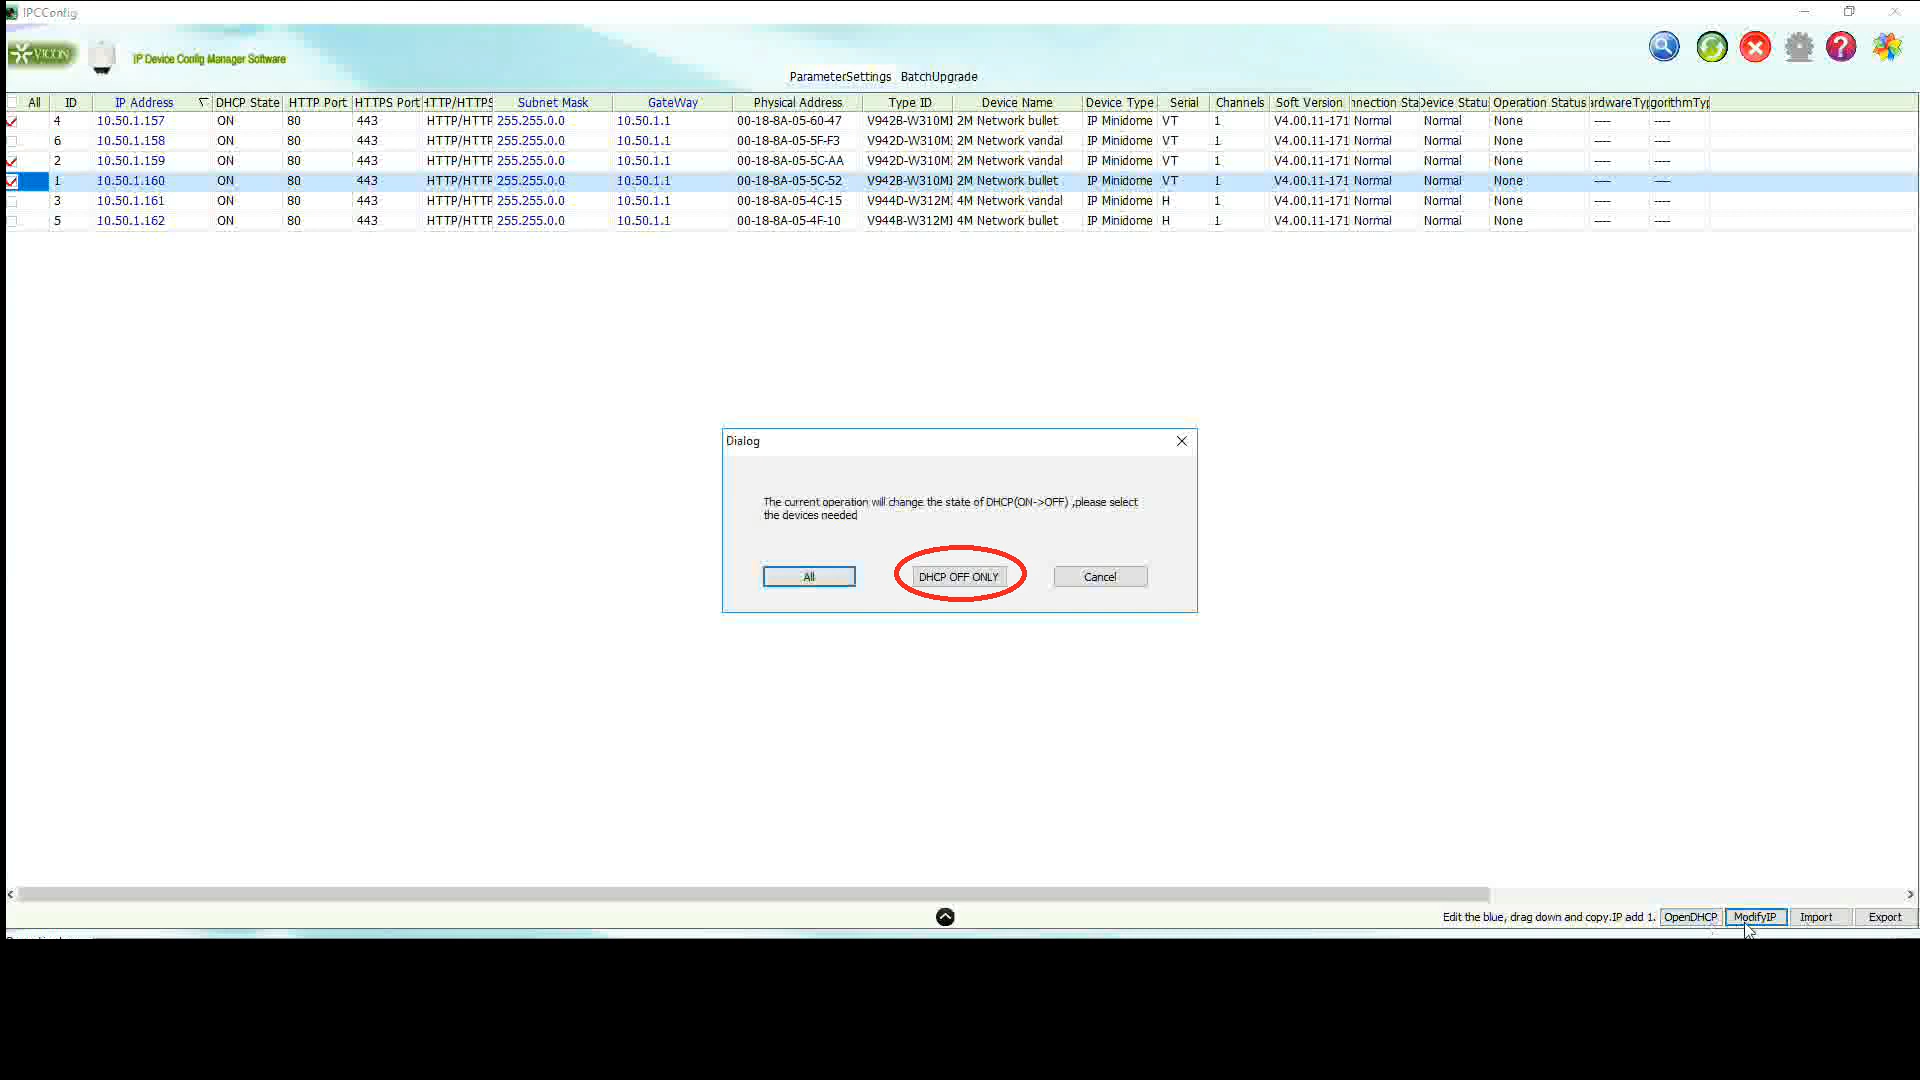 IPCConfig
VICON
IP Device Config Manager Software
ParameterSettings BatchUpgrade
All ID IP Address DHCP State HTTP Port HTTPS Port HTTP/HTTPS Subnet Mask GateWay Physical Address Type ID Device Name Device Type Serial Channels Soft Version nnection Sta Device Statu Operation Status ardwareTy gorithmTy
4 10.50.1.157 ON 80 443 HTTP/HTTP 255.255.0.0 10.50.1.1 00-18-8A-05-60-47 V942B-W310MI 2M Network bullet IP Minidome VT 1 V4.00.11-171 Normal Normal None ---- ----
6 10.50.1.158 ON 80 443 HTTP/HTTP 255.255.0.0 10.50.1.1 00-18-8A-05-5F-F3 V942D-W310MI 2M Network vandal IP Minidome VT 1 V4.00.11-171 Normal Normal None ---- ----
2 10.50.1.159 ON 80 443 HTTP/HTTP 255.255.0.0 10.50.1.1 00-18-8A-05-5C-AA V942D-W310MI 2M Network vandal IP Minidome VT 1 V4.00.11-171 Normal Normal None ---- ----
1 10.50.1.160 ON 80 443 HTTP/HTTP 255.255.0.0 10.50.1.1 00-18-8A-05-5C-52 V942B-W310MI 2M Network bullet IP Minidome VT 1 V4.00.11-171 Normal Normal None ---- ----
3 10.50.1.161 ON 80 443 HTTP/HTTP 255.255.0.0 10.50.1.1 00-18-8A-05-4C-15 V944D-W312MI 4M Network vandal IP Minidome H 1 V4.00.11-171 Normal Normal None ---- ----
5 10.50.1.162 ON 80 443 HTTP/HTTP 255.255.0.0 10.50.1.1 00-18-8A-05-4F-10 V944B-W312MI 4M Network bullet IP Minidome H 1 V4.00.11-171 Normal Normal None ---- ----
Dialog
The current operation will change the state of DHCP(ON->OFF) ,please select
the devices needed
All DHCP OFF ONLY Cancel
Edit the blue, drag down and copy.IP add 1. OpenDHCP ModifyIP Import Export